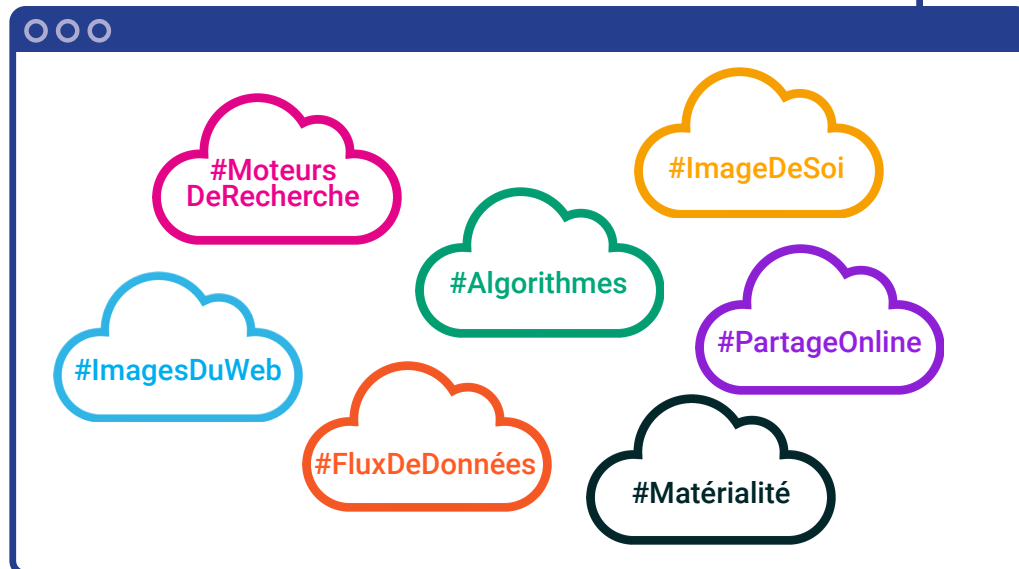 #Moteurs
DeRecherche
#ImageDeSoi
#Algorithmes
#PartageOnline
#ImagesDuWeb
#FluxDeDonnées
#Matérialité